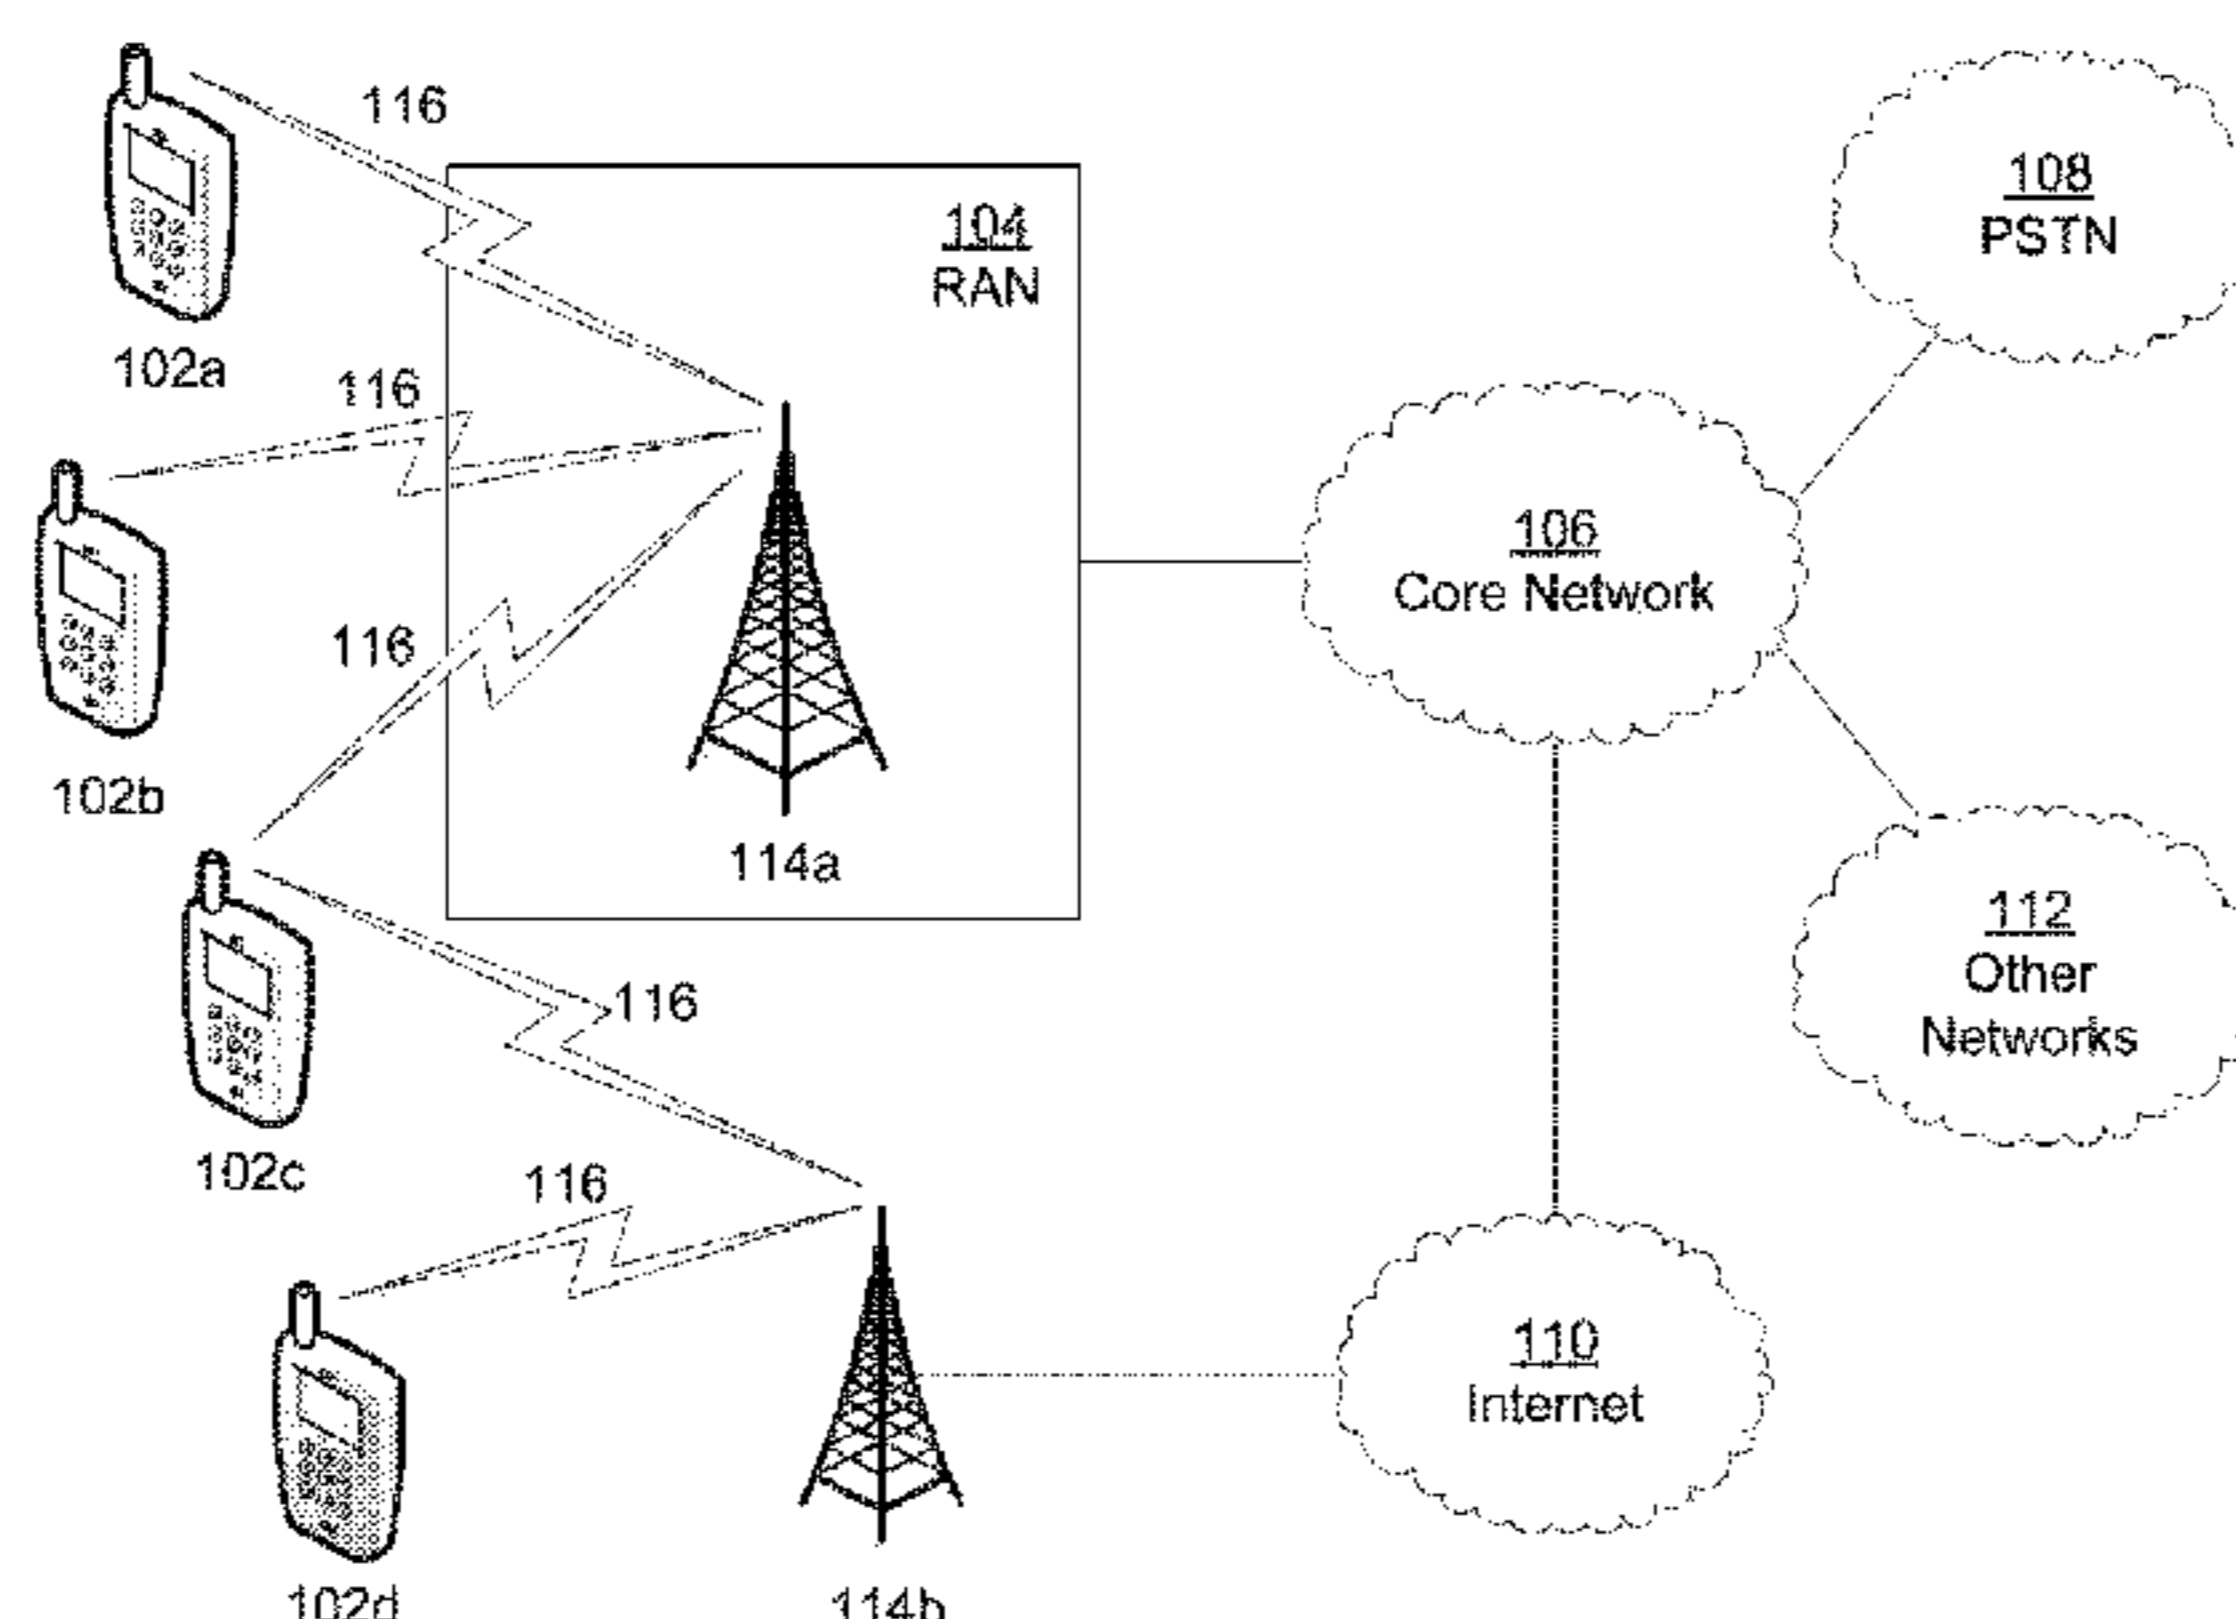 116
104
RAN
108
PSTN
102a
116
106
Core Network
116
102b
114a
112
Other
Networks
116
102c
116
110
Internet
102d
114b